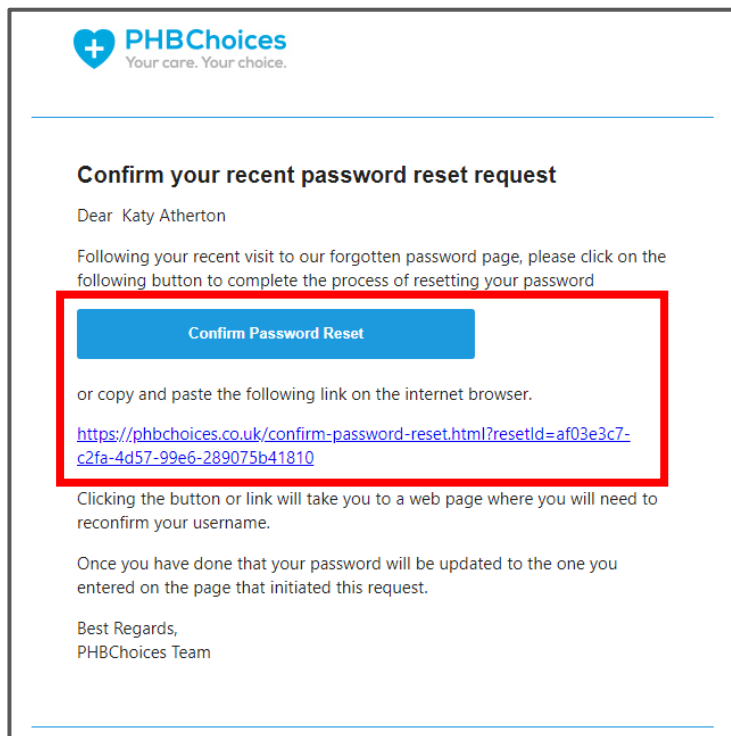 PHBChoices
Your care. Your choice.
Confirm your recent password reset request
Dear Katy Atherton
Following your recent visit to our forgotten password page, please click on the
following button to complete the process of resetting your password
Confirm Password Reset
or copy and paste the following link on the internet browser.
https://phbchoices.co.uk/confirm-password-reset.html?resetId=af03e3c7-
c2fa-4d57-99e6-289075b41810
Clicking the button or link will take you to a web page where you will need to
reconfirm your username.
Once you have done that your password will be updated to the one you
entered on the page that initiated this request.
Best Regards,
PHBChoices Team